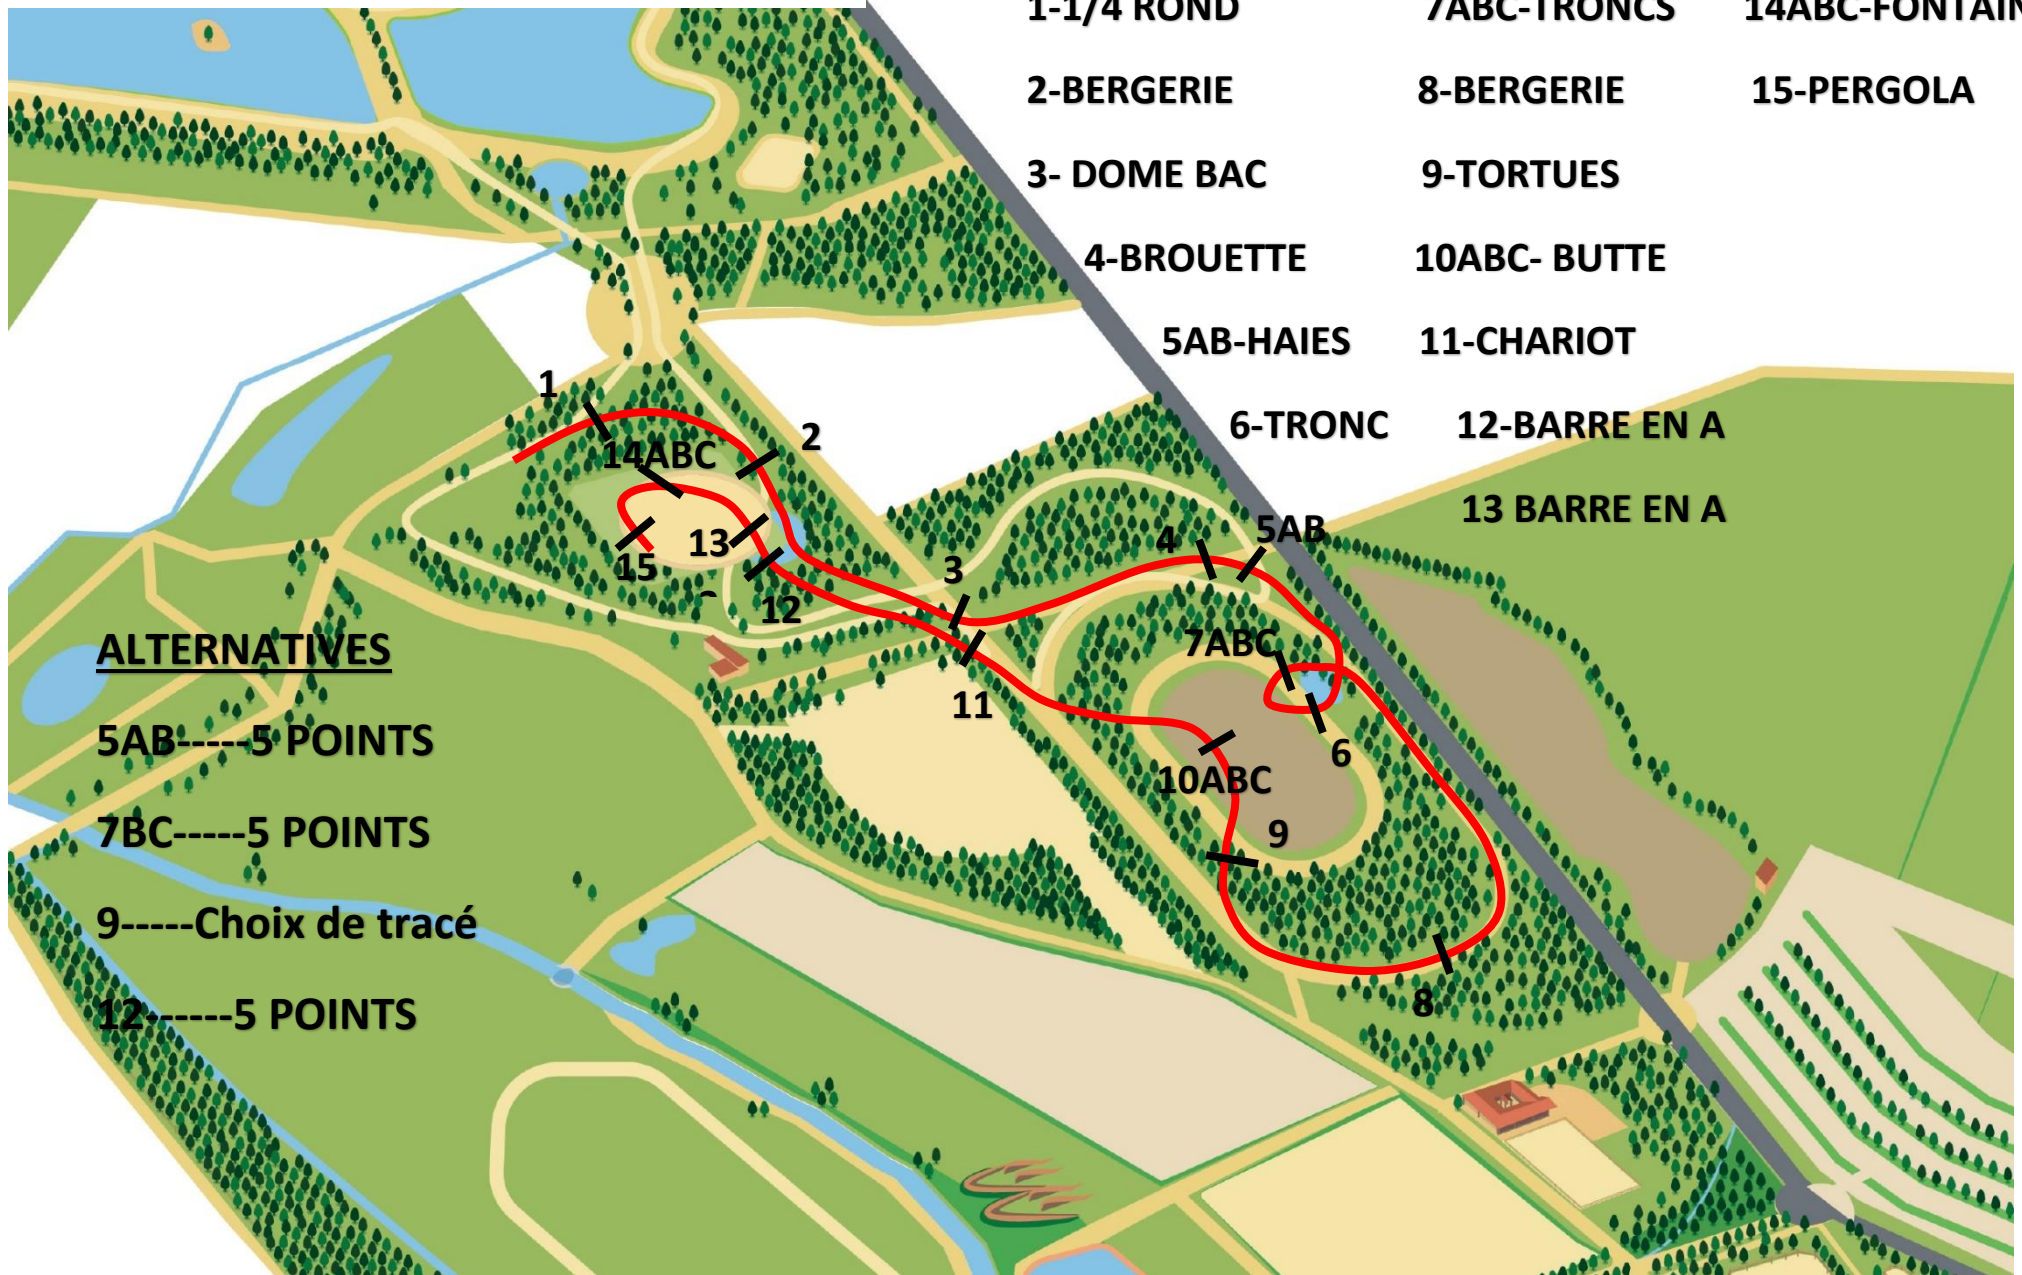 1-1/4 ROND
7ABC-TRONCS
14ABC-FONTAIN
2-BERGERIE
8-BERGERIE
15-PERGOLA
3- DOME BAC
9-TORTUES
4-BROUETTE
10ABC- BUTTE
5AB-HAIES
11-CHARIOT
6-TRONC
12-BARRE EN A
13 BARRE EN A
1
2
14ABC
13
15
12
3
4
5AB
11
7ABC
6
10ABC
9
8
ALTERNATIVES
5AB-----5 POINTS
7BC-----5 POINTS
9-----Choix de tracé
12------5 POINTS